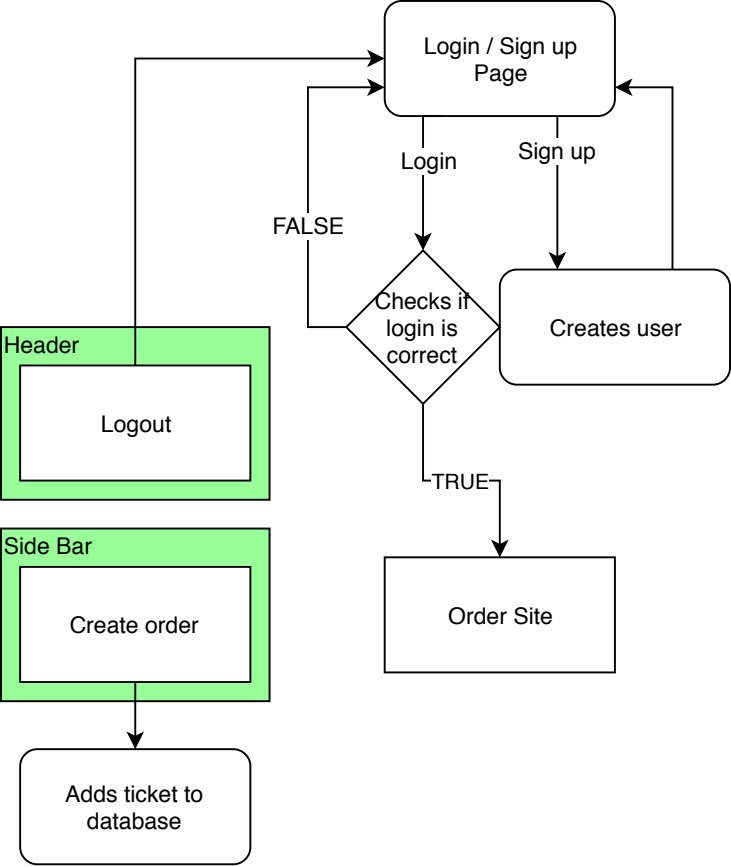 Login / Sign up
Page
Login
Sign up
FALSE
Checks if
login is
correct
Creates user
Header
Logout
TRUE
Side Bar
Create order
Order Site
Adds ticket to
database